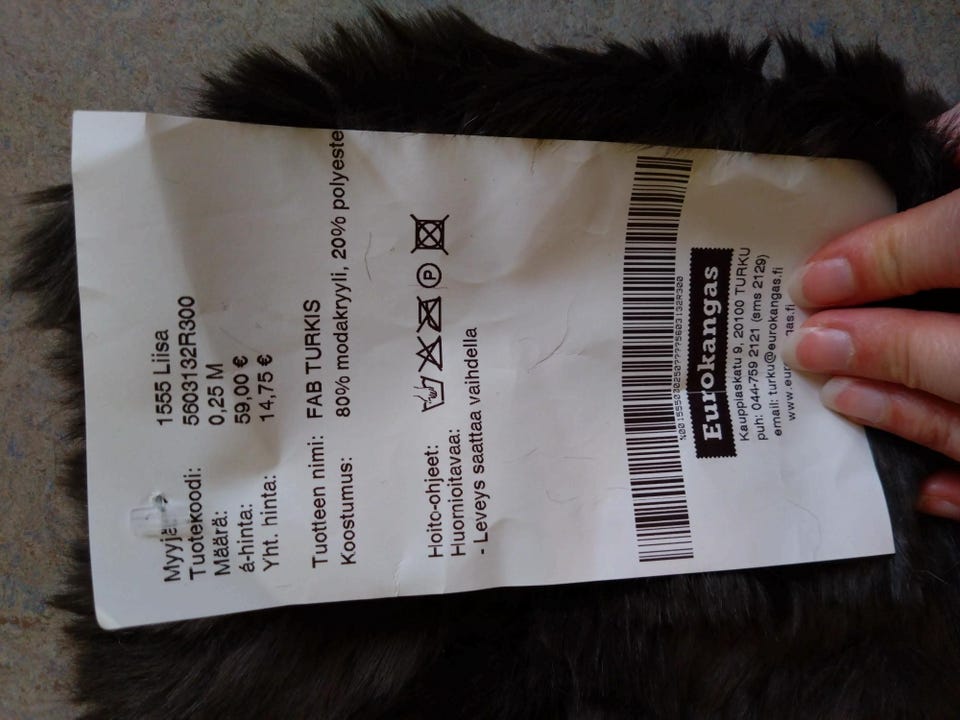 Myyjä: 1555 Liisa
Tuotekoodi: 5603132R300
Määrä: 0,25 M
á-hinta: 59,00 €
Yht. hinta: 14,75 €
Tuotteen nimi: FAB TURKIS
Koostumus: 80% modakryyli, 20% polyeste
Hoito-ohjeet:
Huomioitavaa:
- Leveys saattaa vaihdella
Eurokangas
Kauppiaskatu 9, 20100 TURKU
puh: 044-759 2121 (sms 2129)
email: turku@eurokangas.fi